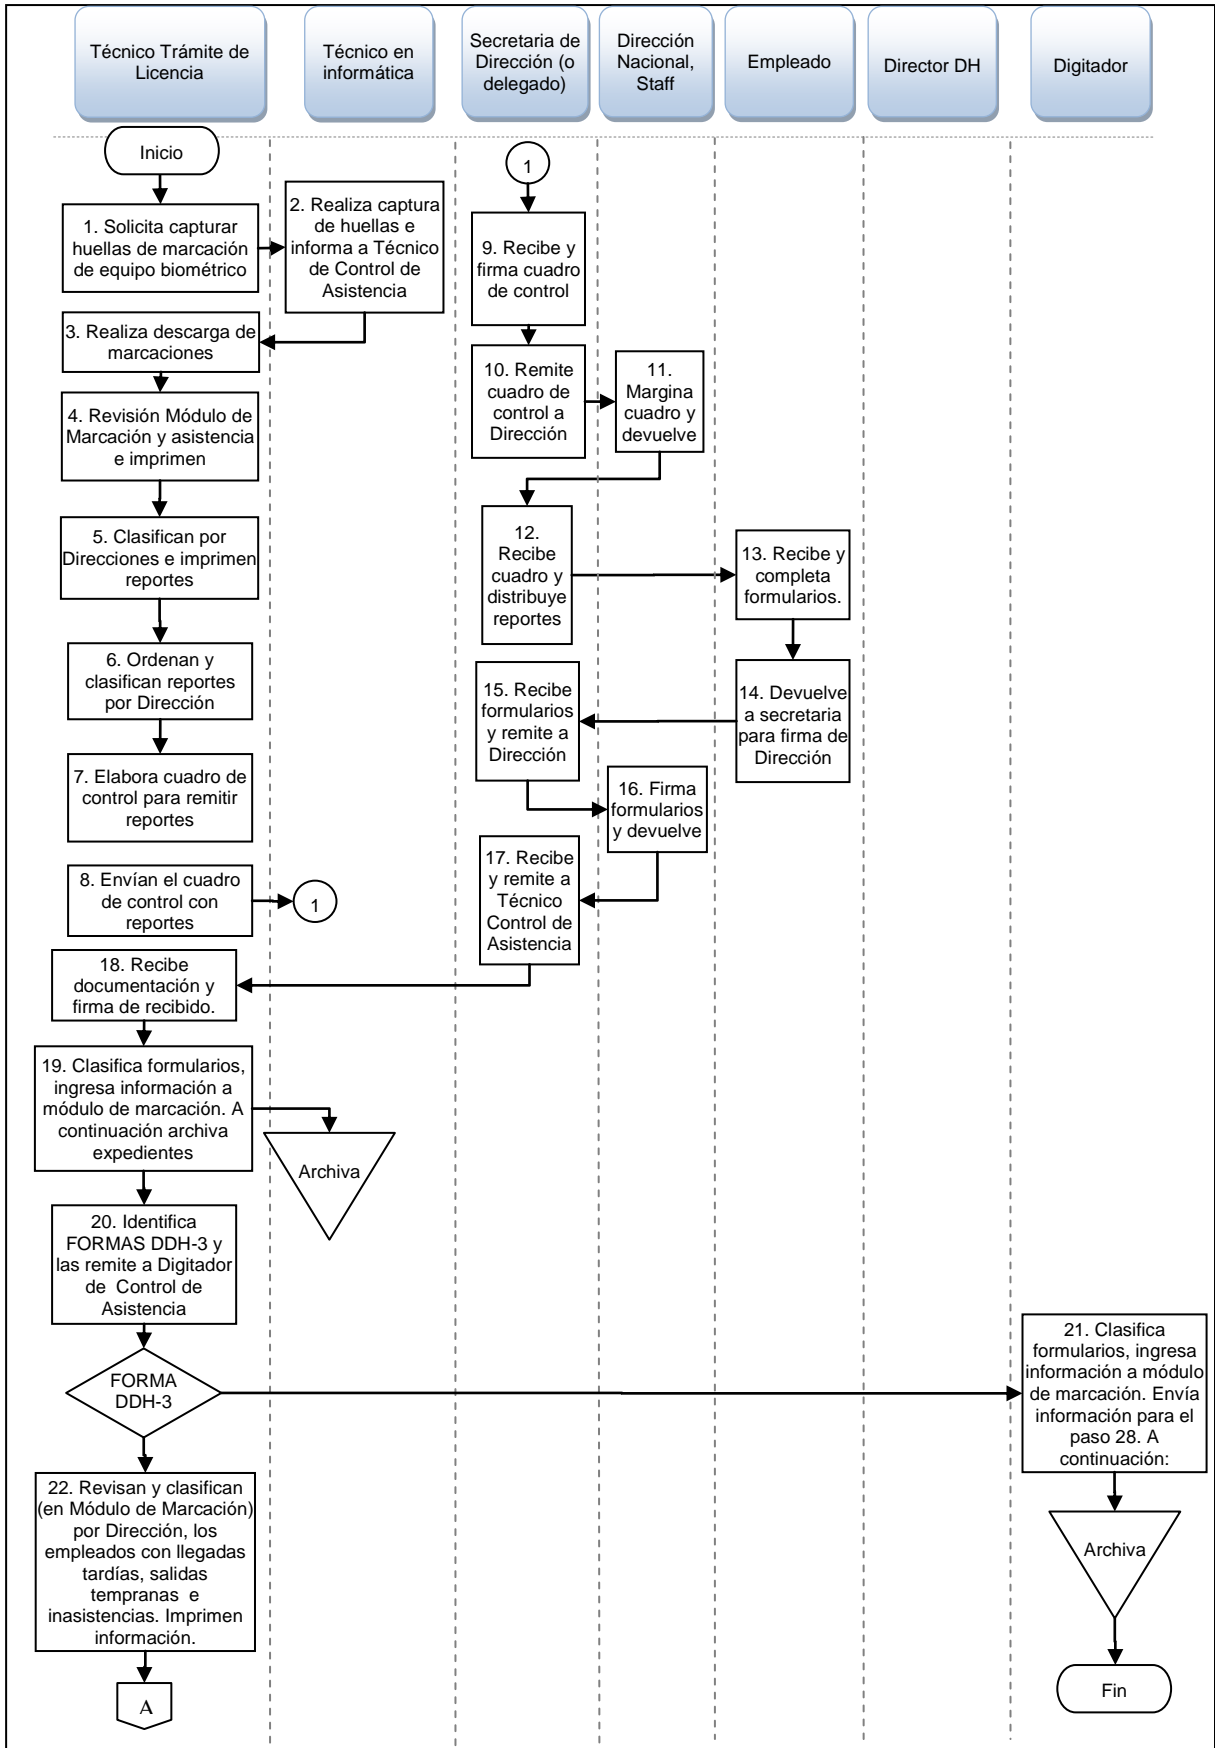 Técnico Trámite de
Licencia
Técnico en
informática
Secretaria de
Dirección (o
delegado)
Dirección
Nacional,
Staff
Empleado
Director DH
Digitador
Inicio
1. Solicita capturar
huellas de marcación
de equipo biométrico
2. Realiza captura
de huellas e
informa a Técnico
de Control de
Asistencia
3. Realiza descarga de
marcaciones
4. Revisión Módulo de
Marcación y asistencia
e imprimen
5. Clasifican por
Direcciones e imprimen
reportes
6. Ordenan y
clasifican reportes
por Dirección
7. Elabora cuadro de
control para remitir
reportes
8. Envían el cuadro
de control con
reportes
1
1
9. Recibe y
firma cuadro
de control
10. Remite
cuadro de
control a
Dirección
11.
Margina
cuadro y
devuelve
12.
Recibe
cuadro y
distribuye
reportes
13. Recibe y
completa
formularios.
14. Devuelve
a secretaria
para firma de
Dirección
15. Recibe
formularios
y remite a
Dirección
16. Firma
formularios
y devuelve
17. Recibe
y remite a
Técnico
Control de
Asistencia
18. Recibe
documentación y
firma de recibido.
19. Clasifica formularios,
ingresa información a
módulo de marcación. A
continuación archiva
expedientes
Archiva
20. Identifica
FORMAS DDH-3 y
las remite a Digitador
de Control de
Asistencia
FORMA
DDH-3
21. Clasifica
formularios, ingresa
información a módulo
de marcación. Envía
información para el
paso 28. A
continuación:
Archiva
Fin
22. Revisan y clasifican
(en Módulo de Marcación)
por Dirección, los
empleados con llegadas
tardías, salidas
tempranas e
inasistencias. Imprimen
información.
A